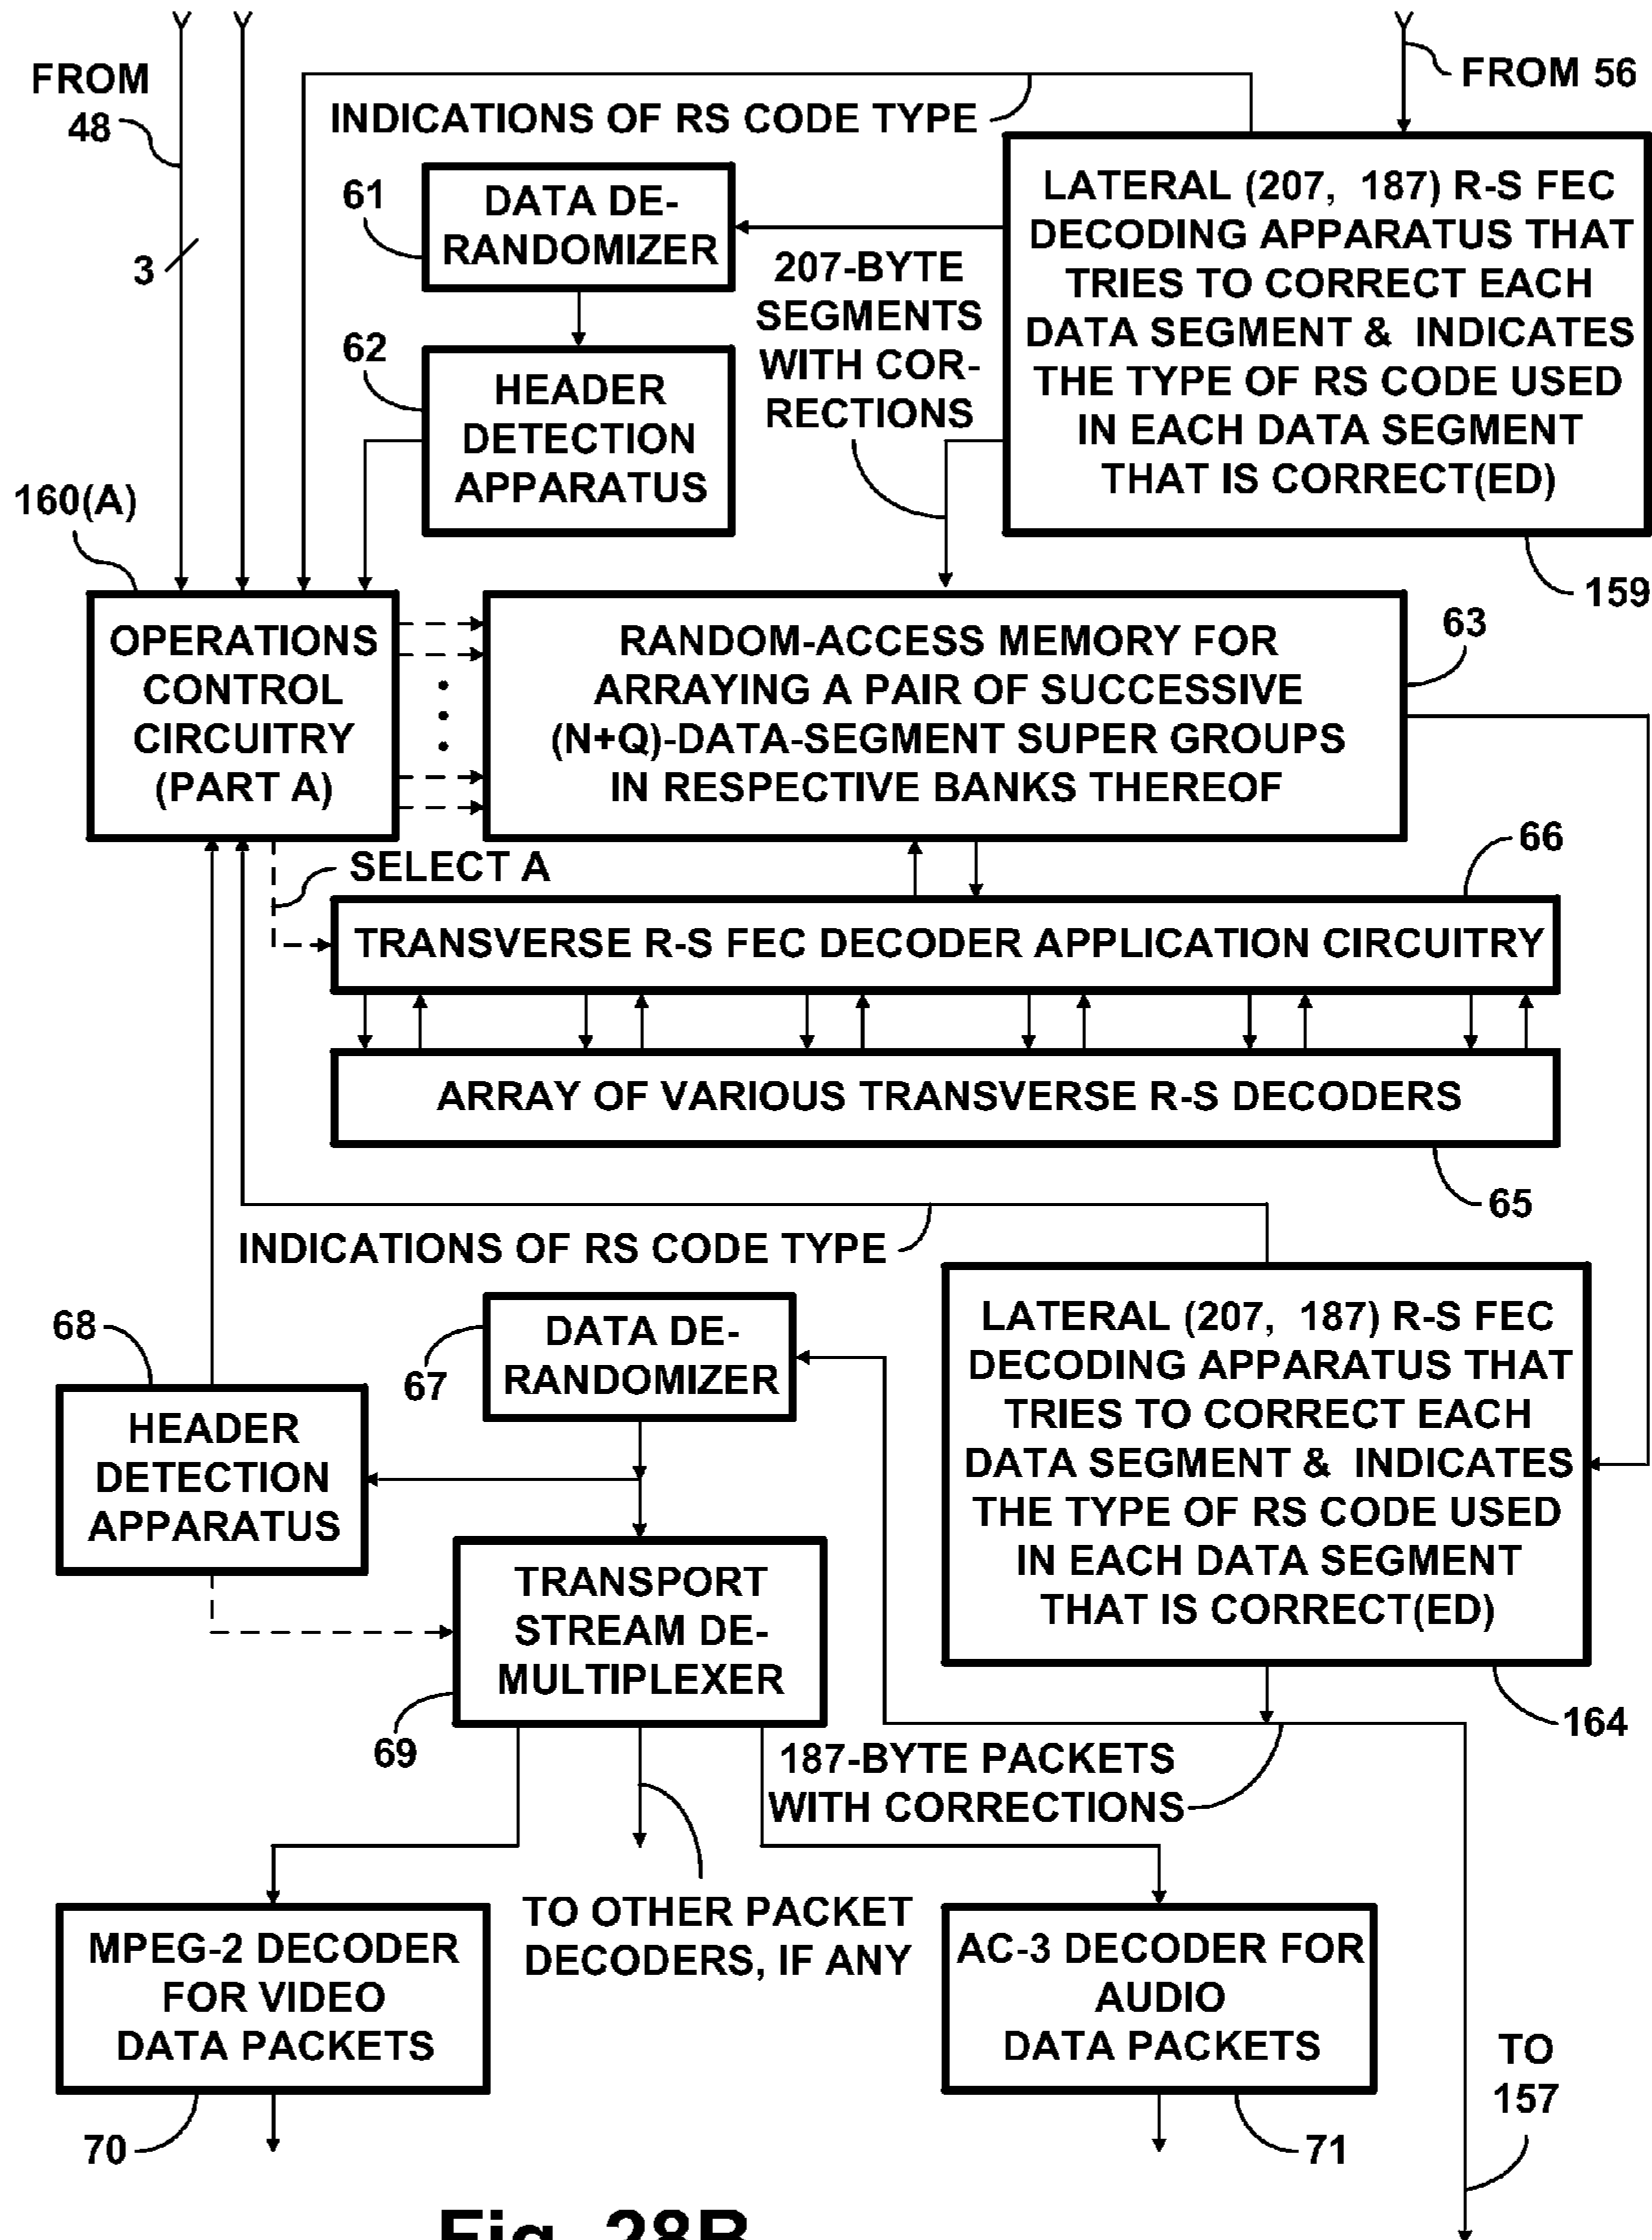 FROM
48
3
FROM 56
INDICATIONS OF RS CODE TYPE
61
DATA DE-
RANDOMIZER
LATERAL (207, 187) R-S FEC
DECODING APPARATUS THAT
TRIES TO CORRECT EACH
DATA SEGMENT & INDICATES
THE TYPE OF RS CODE USED
IN EACH DATA SEGMENT
THAT IS CORRECT(ED)
159
207-BYTE
SEGMENTS
WITH COR-
RECTIONS
62
HEADER
DETECTION
APPARATUS
160(A)
OPERATIONS
CONTROL
CIRCUITRY
(PART A)
RANDOM-ACCESS MEMORY FOR
ARRAYING A PAIR OF SUCCESSIVE
(N+Q)-DATA-SEGMENT SUPER GROUPS
IN RESPECTIVE BANKS THEREOF
63
SELECT A
66
TRANSVERSE R-S FEC DECODER APPLICATION CIRCUITRY
ARRAY OF VARIOUS TRANSVERSE R-S DECODERS
65
INDICATIONS OF RS CODE TYPE
68
HEADER
DETECTION
APPARATUS
67
DATA DE-
RANDOMIZER
LATERAL (207, 187) R-S FEC
DECODING APPARATUS THAT
TRIES TO CORRECT EACH
DATA SEGMENT & INDICATES
THE TYPE OF RS CODE USED
IN EACH DATA SEGMENT
THAT IS CORRECT(ED)
164
TRANSPORT
STREAM DE-
MULTIPLEXER
69
187-BYTE PACKETS
WITH CORRECTIONS
TO OTHER PACKET
DECODERS, IF ANY
MPEG-2 DECODER
FOR VIDEO
DATA PACKETS
70
AC-3 DECODER FOR
AUDIO
DATA PACKETS
71
TO
157
Fig. 28B